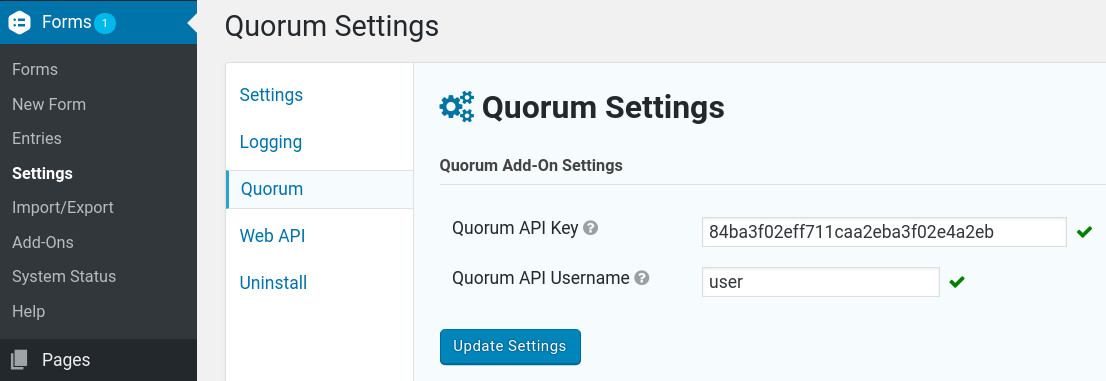 Forms 1
Forms
New Form
Entries
Settings
Import/Export
Add-Ons
System Status
Help
Pages
Quorum Settings
Settings
Logging
Quorum
Web API
Uninstall
Quorum Settings
Quorum Add-On Settings
Quorum API Key ?
84ba3f02eff711caa2eba3f02e4a2eb
Quorum API Username ?
user
Update Settings